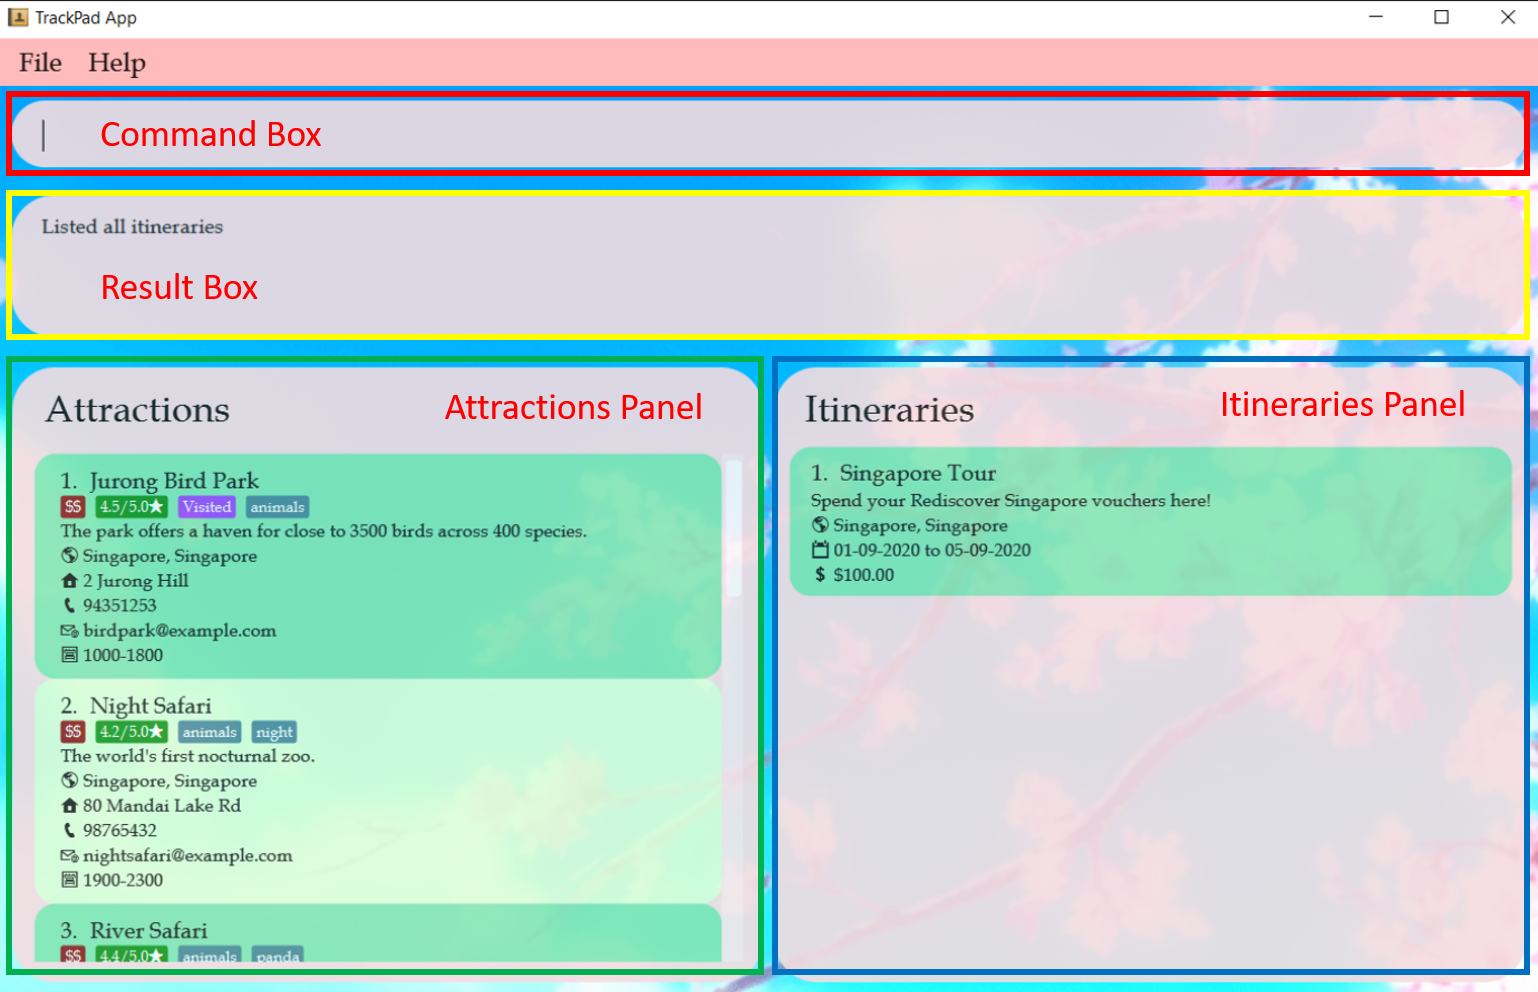 TrackPad App
File Help
Command Box
Listed all itineraries
Result Box
Attractions
Attractions Panel
1. Jurong Bird Park
$$ 4.5/5.0★ Visited animals
The park offers a haven for close to 3500 birds across 400 species.
Singapore, Singapore
2 Jurong Hill
94351253
birdpark@example.com
1000-1800
2. Night Safari
$$ 4.2/5.0★ animals night
The world's first nocturnal zoo.
Singapore, Singapore
80 Mandai Lake Rd
98765432
nightsafari@example.com
1900-2300
3. River Safari
$$ 4.4/5.0★ animals panda
Itineraries
Itineraries Panel
1. Singapore Tour
Spend your Rediscover Singapore vouchers here!
Singapore, Singapore
01-09-2020 to 05-09-2020
$ $100.00